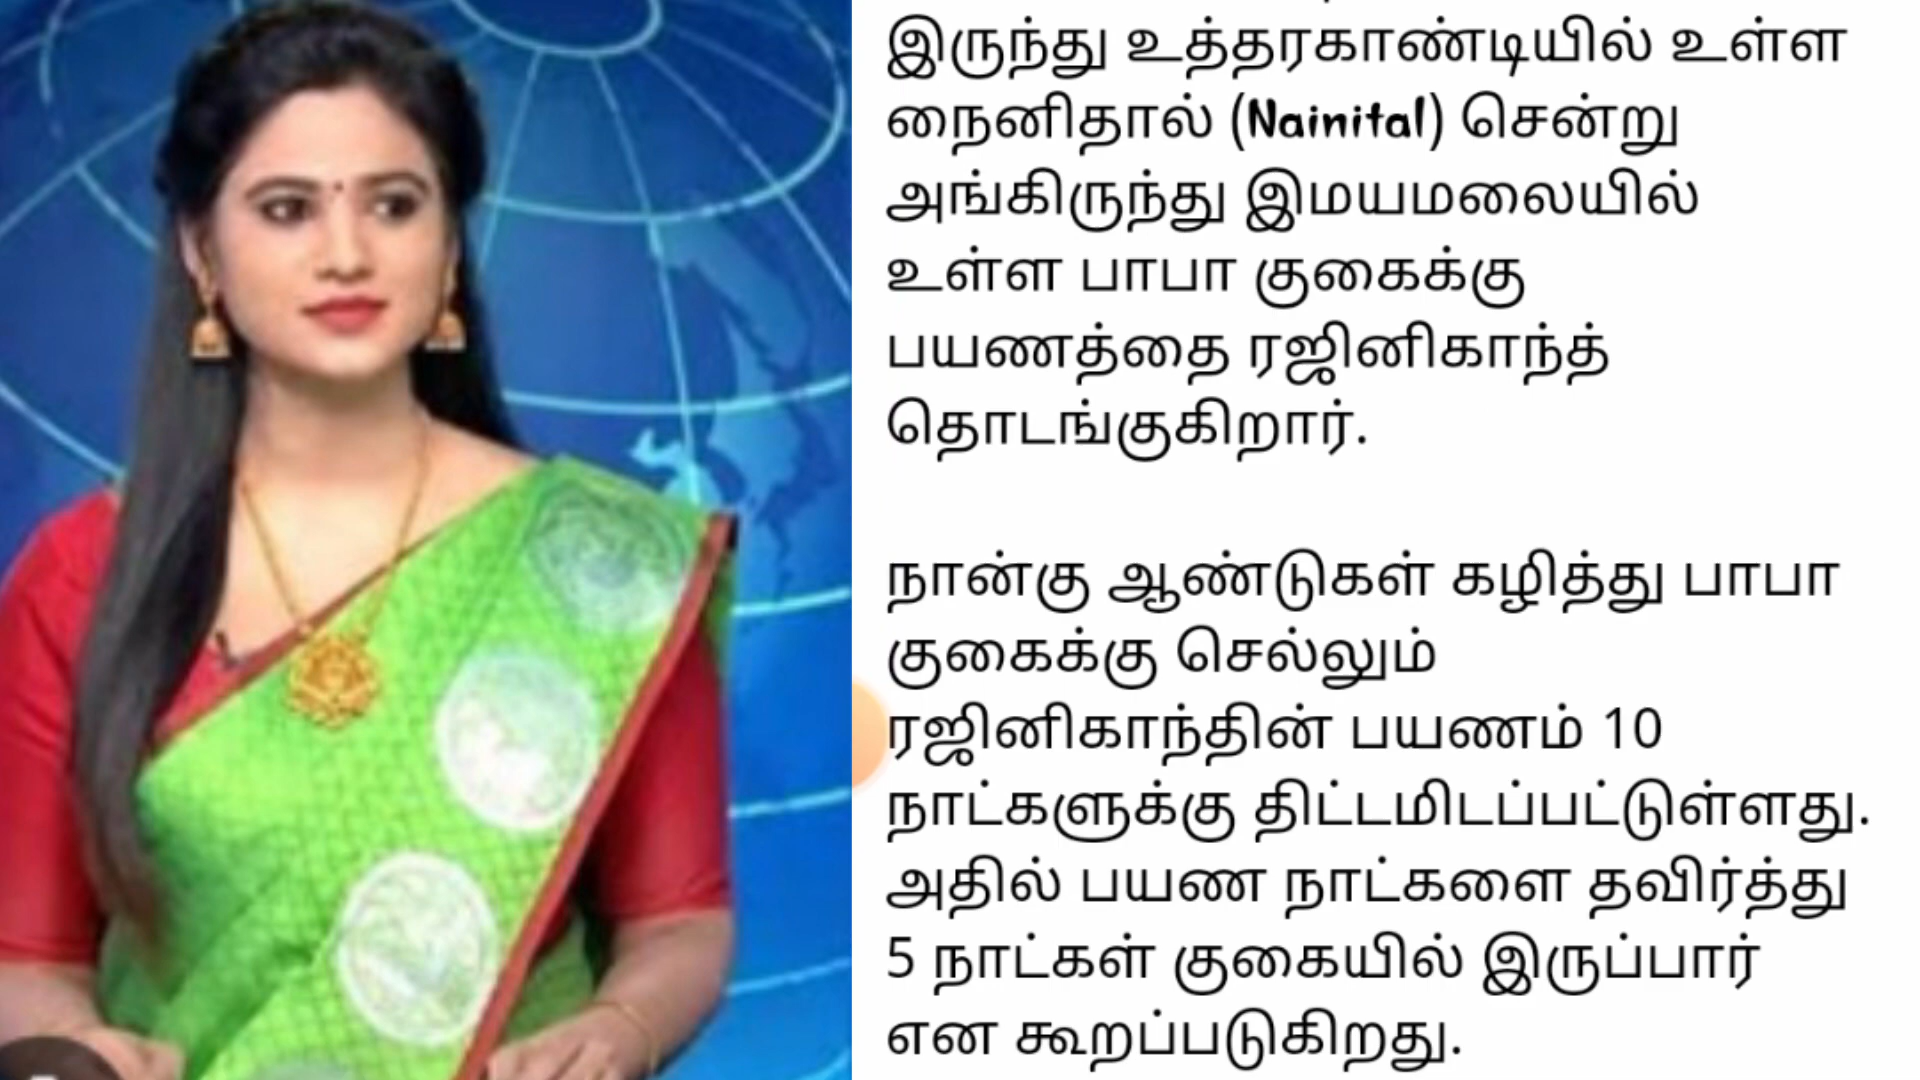 இருந்து உத்தரகாண்டியில் உள்ள
நைனிதால் (Nainital) சென்று
அங்கிருந்து இமயமலையில்
உள்ள பாபா குகைக்கு
பயணத்தை ரஜினிகாந்த்
தொடங்குகிறார்.
நான்கு ஆண்டுகள் கழித்து பாபா
குகைக்கு செல்லும்
ரஜினிகாந்தின் பயணம் 10
நாட்களுக்கு திட்டமிடப்பட்டுள்ளது.
அதில் பயண நாட்களை தவிர்த்து
5 நாட்கள் குகையில் இருப்பார்
என கூறப்படுகிறது.